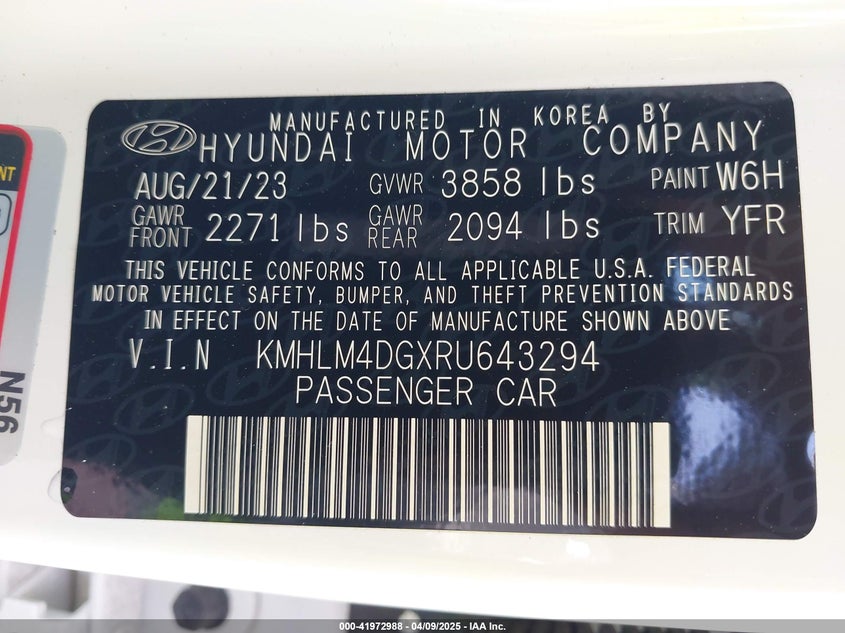 MANUFACTURED IN KOREA BY
HYUNDAI MOTOR COMPANY
AUG/21/23 GVWR 3858 lbs PAINT W6H
GAWR FRONT 2271 lbs GAWR REAR 2094 lbs TRIM YFR
THIS VEHICLE CONFORMS TO ALL APPLICABLE U.S.A. FEDERAL
MOTOR VEHICLE SAFETY, BUMPER, AND THEFT PREVENTION STANDARDS
IN EFFECT ON THE DATE OF MANUFACTURE SHOWN ABOVE
V.I.N KMHLM4DGXRU643294
PASSENGER CAR
N56
000-41972988 | 04/09/2025 - IAA Inc.